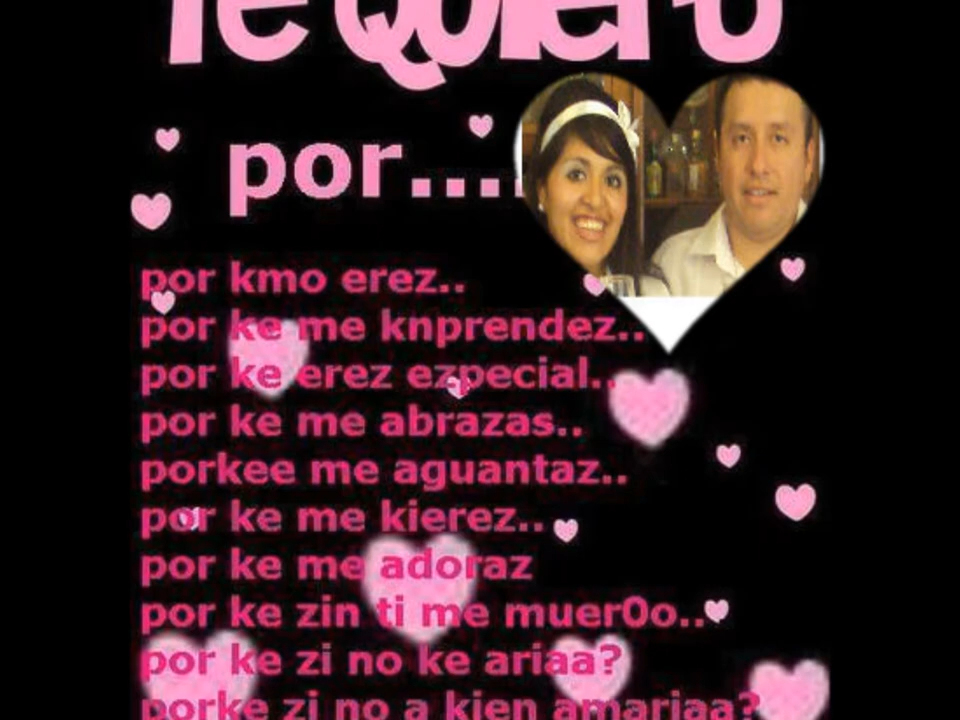 Te Quiero
por....
por kmo erez..
por ke me knprendez..
por ke erez ezpecial..
por ke me abrazas..
porkee me aguantaz..
por ke me kierez..
por ke me adoraz
por ke zin ti me muer0o..
por ke zi no ke ariaa?
porke zi no a kien amariaa?